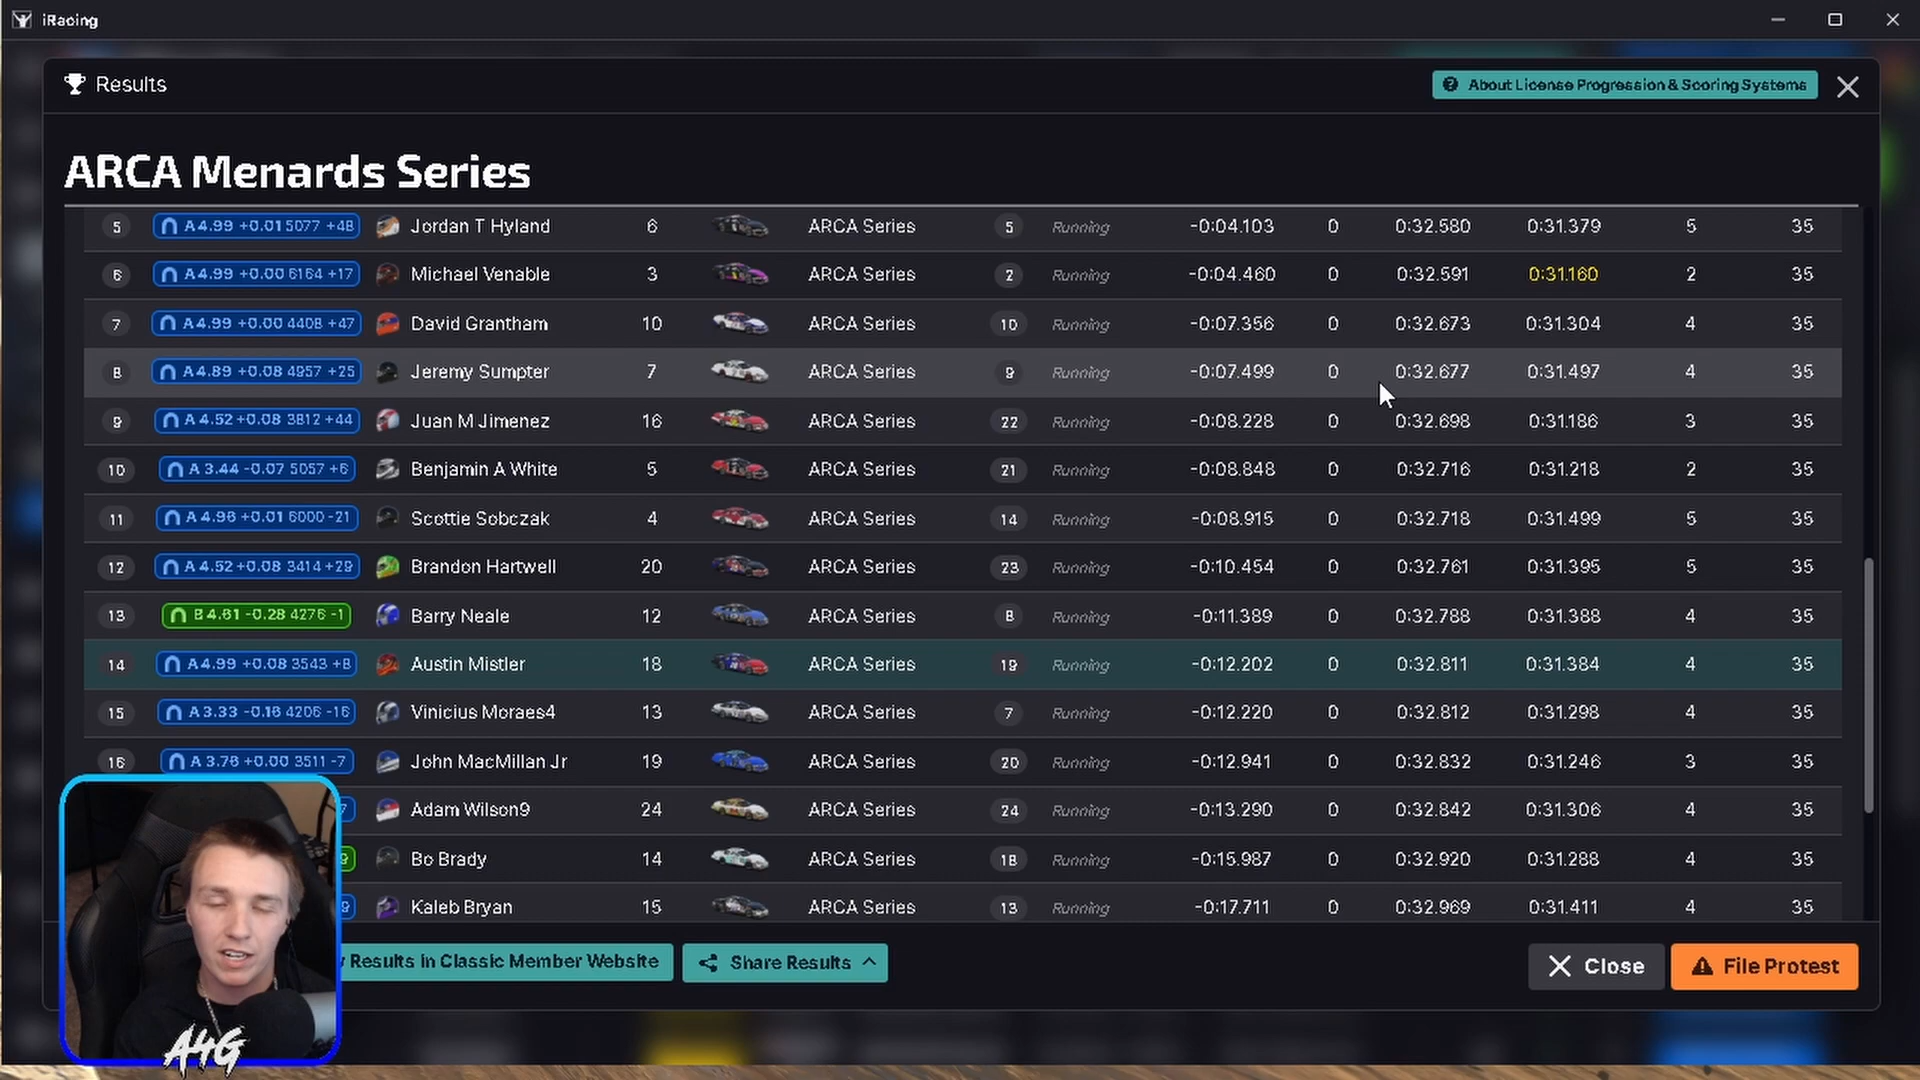 iRacing
Results
About License Progression & Scoring Systems
ARCA Menards Series
5 A 4.99 +0.01 5077 +48 Jordan T Hyland 6 ARCA Series 5 Running -0:04.103 0 0:32.580 0:31.379 5 35
6 A 4.99 +0.00 6164 +17 Michael Venable 3 ARCA Series 2 Running -0:04.460 0 0:32.591 0:31.160 2 35
7 A 4.99 +0.00 4408 +47 David Grantham 10 ARCA Series 10 Running -0:07.356 0 0:32.673 0:31.304 4 35
8 A 4.89 +0.08 4957 +25 Jeremy Sumpter 7 ARCA Series 9 Running -0:07.499 0 0:32.677 0:31.497 4 35
9 A 4.52 +0.08 3812 +44 Juan M Jimenez 16 ARCA Series 22 Running -0:08.228 0 0:32.698 0:31.186 3 35
10 A 3.44 -0.07 5057 +6 Benjamin A White 5 ARCA Series 21 Running -0:08.848 0 0:32.716 0:31.218 2 35
11 A 4.96 +0.01 6000 -21 Scottie Sobczak 4 ARCA Series 14 Running -0:08.915 0 0:32.718 0:31.499 5 35
12 A 4.52 +0.08 3414 +29 Brandon Hartwell 20 ARCA Series 23 Running -0:10.454 0 0:32.761 0:31.395 5 35
13 B 4.61 -0.28 4276 -1 Barry Neale 12 ARCA Series 8 Running -0:11.389 0 0:32.788 0:31.388 4 35
14 A 4.99 +0.08 3543 +8 Austin Mistler 18 ARCA Series 19 Running -0:12.202 0 0:32.811 0:31.384 4 35
15 A 3.33 -0.16 4206 -16 Vinicius Moraes4 13 ARCA Series 7 Running -0:12.220 0 0:32.812 0:31.298 4 35
16 A 3.76 +0.00 3511 -7 John MacMillan Jr 19 ARCA Series 20 Running -0:12.941 0 0:32.832 0:31.246 3 35
7 Adam Wilson9 24 ARCA Series 24 Running -0:13.290 0 0:32.842 0:31.306 4 35
9 Bo Brady 14 ARCA Series 18 Running -0:15.987 0 0:32.920 0:31.288 4 35
9 Kaleb Bryan 15 ARCA Series 13 Running -0:17.711 0 0:32.969 0:31.411 4 35
Results in Classic Member Website
Share Results
Close
File Protest
A4G